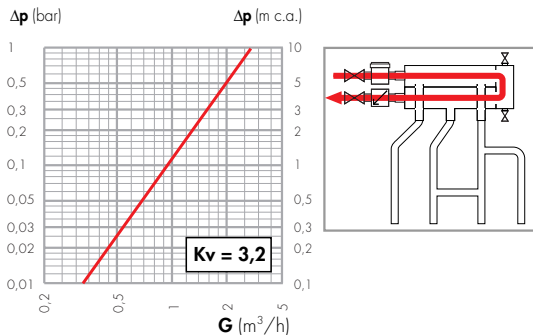 Δp (bar) Δp (m c.a.)
1 10
0,5 5
0,3 3
0,2 2
0,1 1
0,05 0,5
0,03 0,3
0,02 0,2
0,01 0,1
Kv = 3,2
0,2 0,5 1 2 5
G (m³/h)